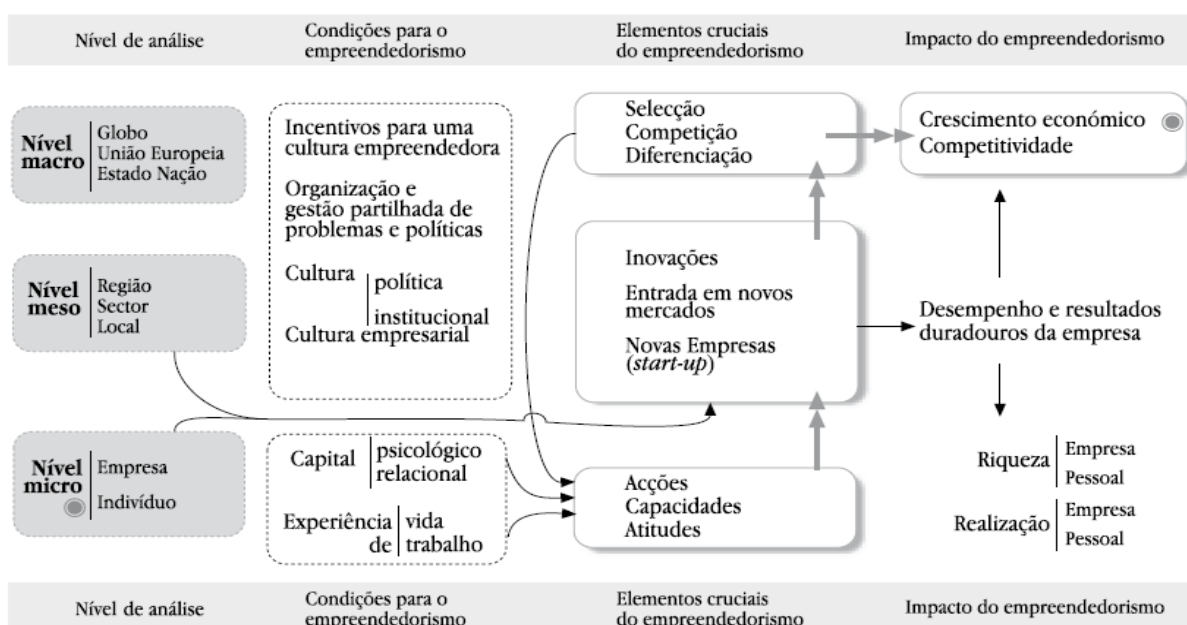 Nível de análise
Condições para o
empreendedorismo
Elementos cruciais
do empreendedorismo
Impacto do empreendedorismo
Nível
macro
Globo
União Europeia
Estado Nação
Nível
meso
Região
Sector
Local
Nível
micro
Empresa
Indivíduo
Incentivos para uma
cultura empreendedora
Organização e
gestão partilhada de
problemas e políticas
Cultura
política
institucional
Cultura empresarial
Capital
psicológico
relacional
Experiência
de
vida
trabalho
Selecção
Competição
Diferenciação
Inovações
Entrada em novos
mercados
Novas Empresas
(start-up)
Acções
Capacidades
Atitudes
Crescimento económico
Competitividade
Desempenho e resultados
duradouros da empresa
Riqueza
Empresa
Pessoal
Realização
Empresa
Pessoal
Nível de análise
Condições para o
empreendedorismo
Elementos cruciais
do empreendedorismo
Impacto do empreendedorismo